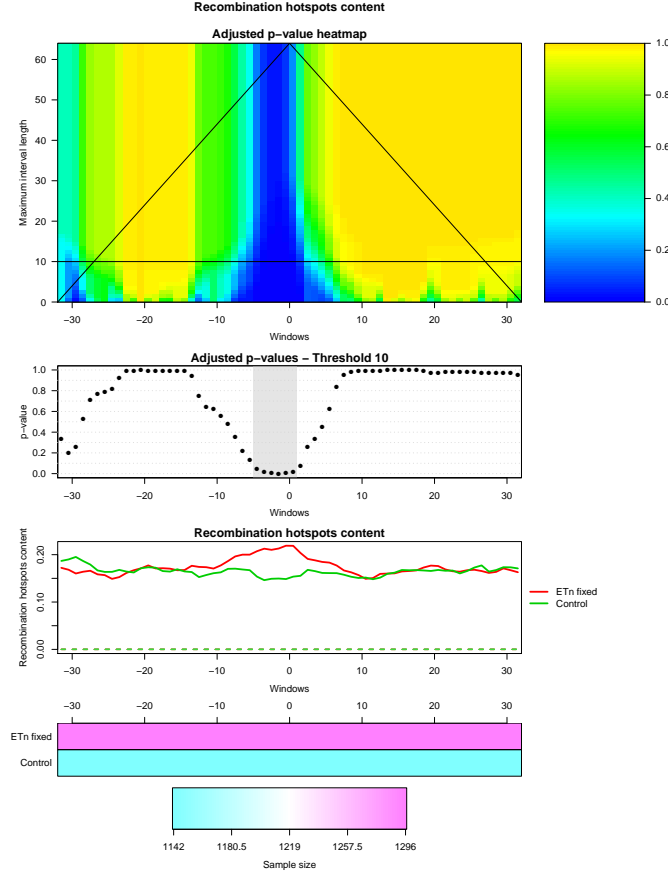 Recombination hotspots content
Adjusted p−value heatmap
Maximum interval length
0 10 20 30 40 50 60
−30 −20 −10 0 10 20 30
Windows
0.0 0.2 0.4 0.6 0.8 1.0
Adjusted p−values − Threshold 10
p−value
0.0 0.2 0.4 0.6 0.8 1.0
−30 −20 −10 0 10 20 30
Windows
Recombination hotspots content
Recombination hotspots content
0.00 0.10 0.20
−30 −20 −10 0 10 20 30
Windows
ETn fixed
Control
−30 −20 −10 0 10 20 30
ETn fixed
Control
1142 1180.5 1219 1257.5 1296
Sample size